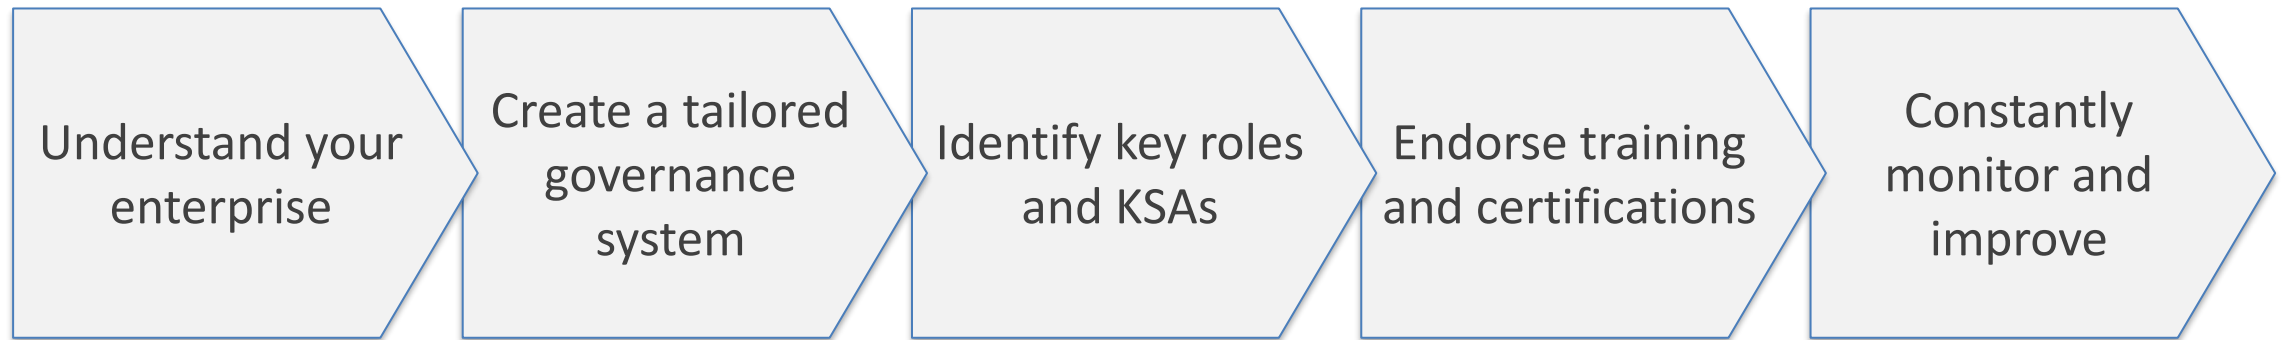 Understand your
enterprise
Create a tailored
governance
system
Identify key roles
and KSAs
Endorse training
and certifications
Constantly
monitor and
improve